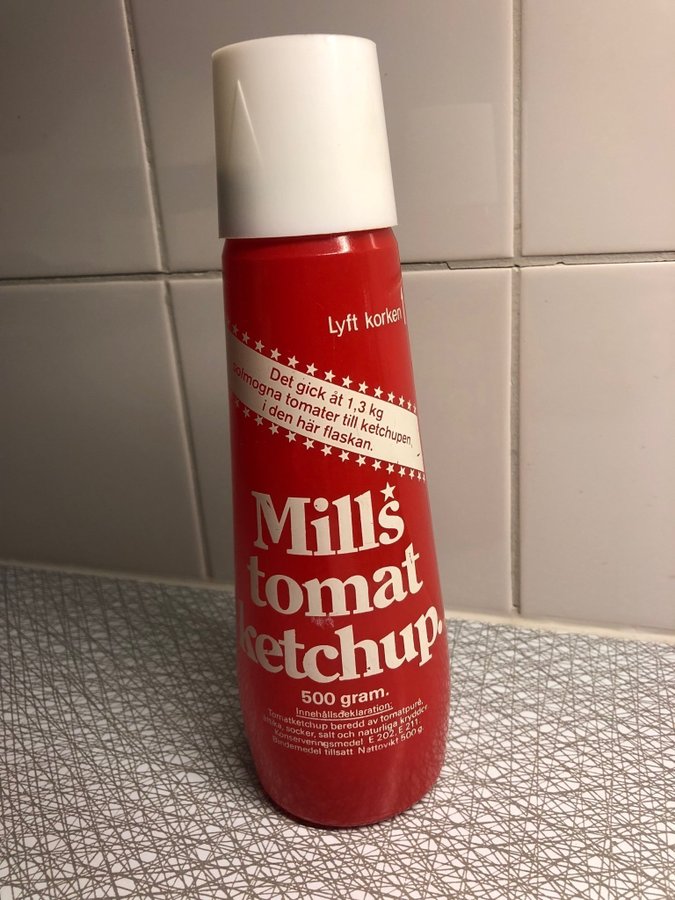 Lyft korken
Det gick åt 1,3 kg
solmogna tomater till ketchupen
i den här flaskan.
Mills
tomat
ketchup.
500 gram.
Innehållsdeklaration:
Tomatketchup beredd av tomatpuré,
ättika, socker, salt och naturliga kryddor
Konserveringsmedel E 202, E 211.
Bindemedel tillsatt Nettovikt 500 g.